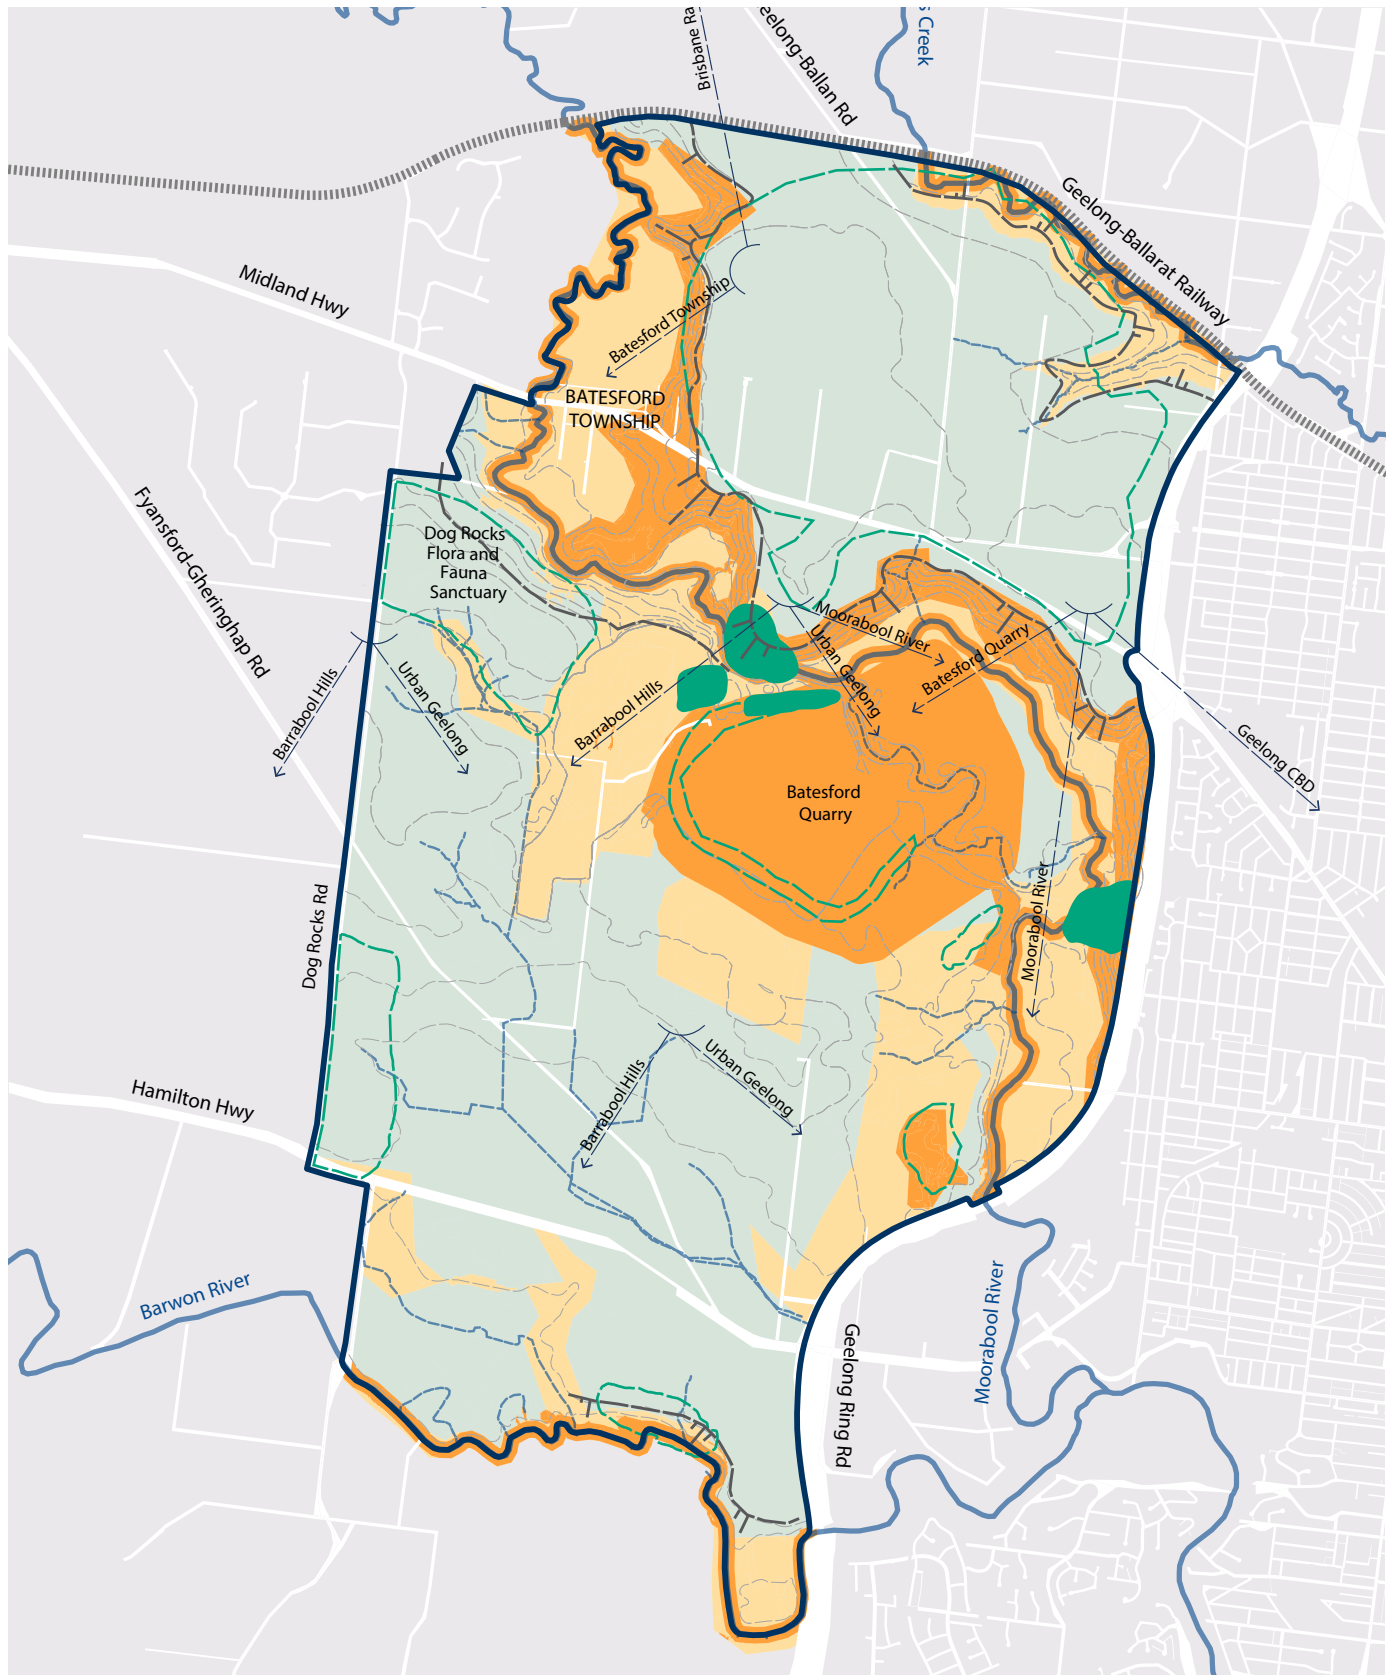 Brisbane Ra
eelong-Ballan Rd
s Creek
Geelong-Ballarat Railway
Midland Hwy
Batesford Township
BATESFORD
TOWNSHIP
Fyansford-Gheringhap Rd
Dog Rocks
Flora and
Fauna
Sanctuary
Moorabool River
Urban Geelong
Batesford Quarry
Barrabool Hills
Urban Geelong
Barrabool Hills
Geelong CBD
Batesford
Quarry
Dog Rocks Rd
Moorabool River
Hamilton Hwy
Barrabool Hills
Urban Geelong
Barwon River
Moorabool River
Geelong Ring Rd